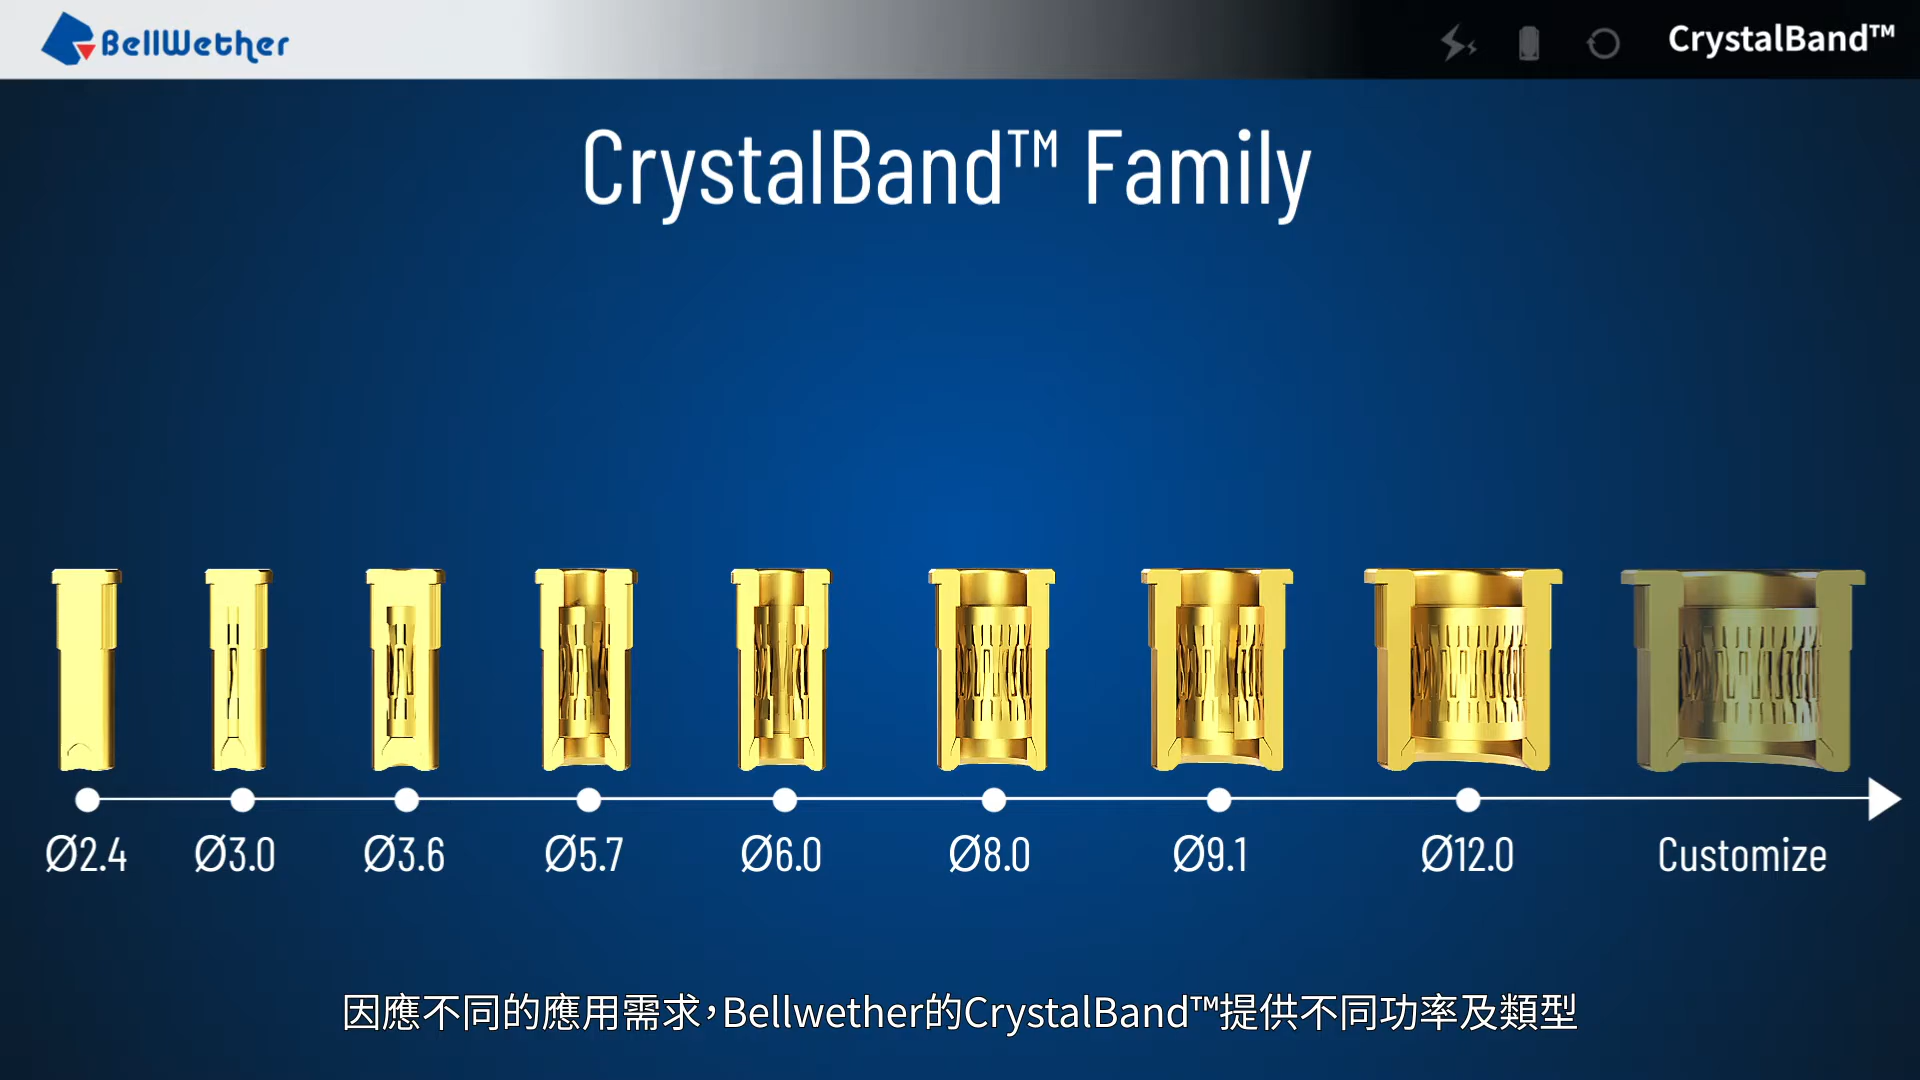 BellWether
CrystalBand™
CrystalBand™ Family
Ø2.4 Ø3.0 Ø3.6 Ø5.7 Ø6.0 Ø8.0 Ø9.1 Ø12.0 Customize
因應不同的應用需求，Bellwether的CrystalBand™提供不同功率及類型